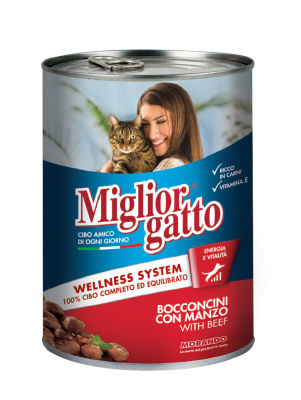 RICCO
IN CARNI
VITAMINA E
Miglior
gatto
CIBO AMICO
DI OGNI GIORNO
ENERGIA
E VITALITÀ
WELLNESS SYSTEM
100% CIBO COMPLETO ED EQUILIBRATO
BOCCONCINI
CON MANZO
WITH BEEF
MORANDO